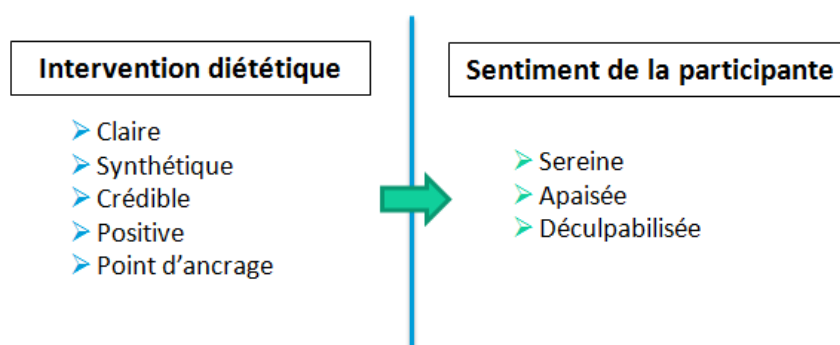 Intervention diététique
Claire
Synthétique
Crédible
Positive
Point d'ancrage
Sentiment de la participante
Sereine
Apaisée
Déculpabilisée